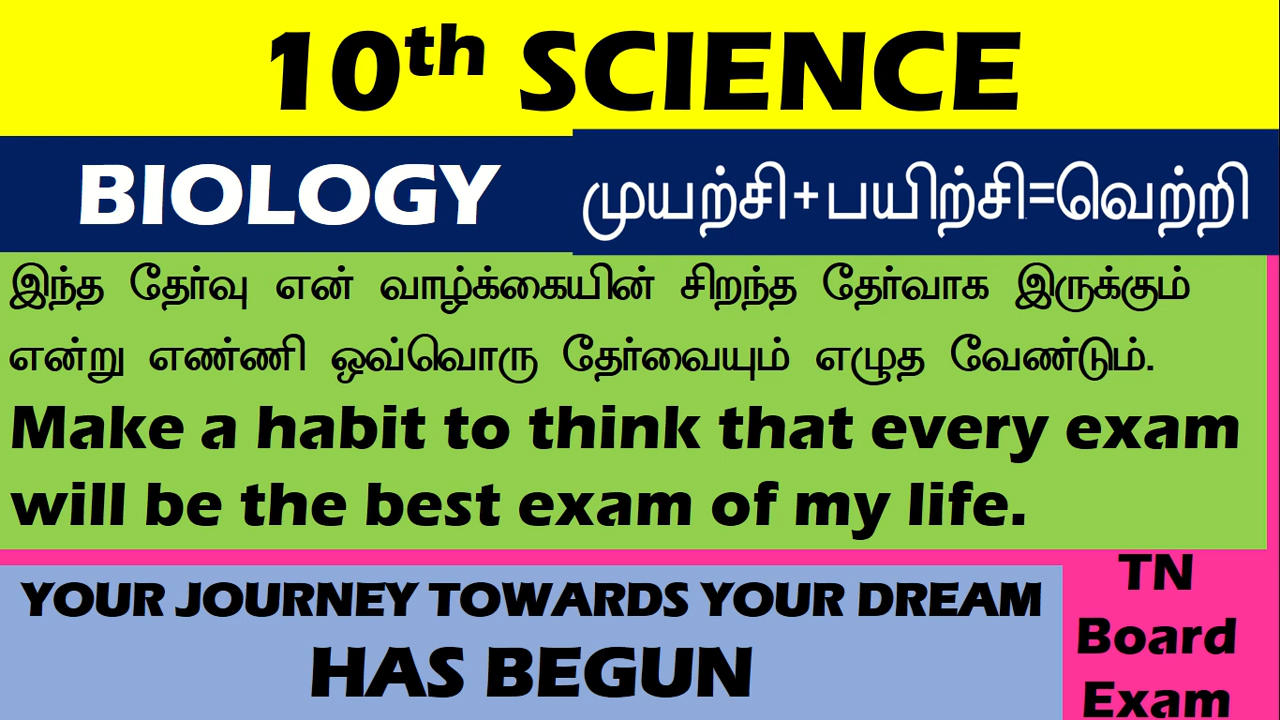 10th SCIENCE
BIOLOGY
முயற்சி+பயிற்சி=வெற்றி
இந்த தேர்வு என் வாழ்க்கையின் சிறந்த தேர்வாக இருக்கும்
என்று எண்ணி ஒவ்வொரு தேர்வையும் எழுத வேண்டும்.
Make a habit to think that every exam
will be the best exam of my life.
YOUR JOURNEY TOWARDS YOUR DREAM
HAS BEGUN
TN
Board
Exam